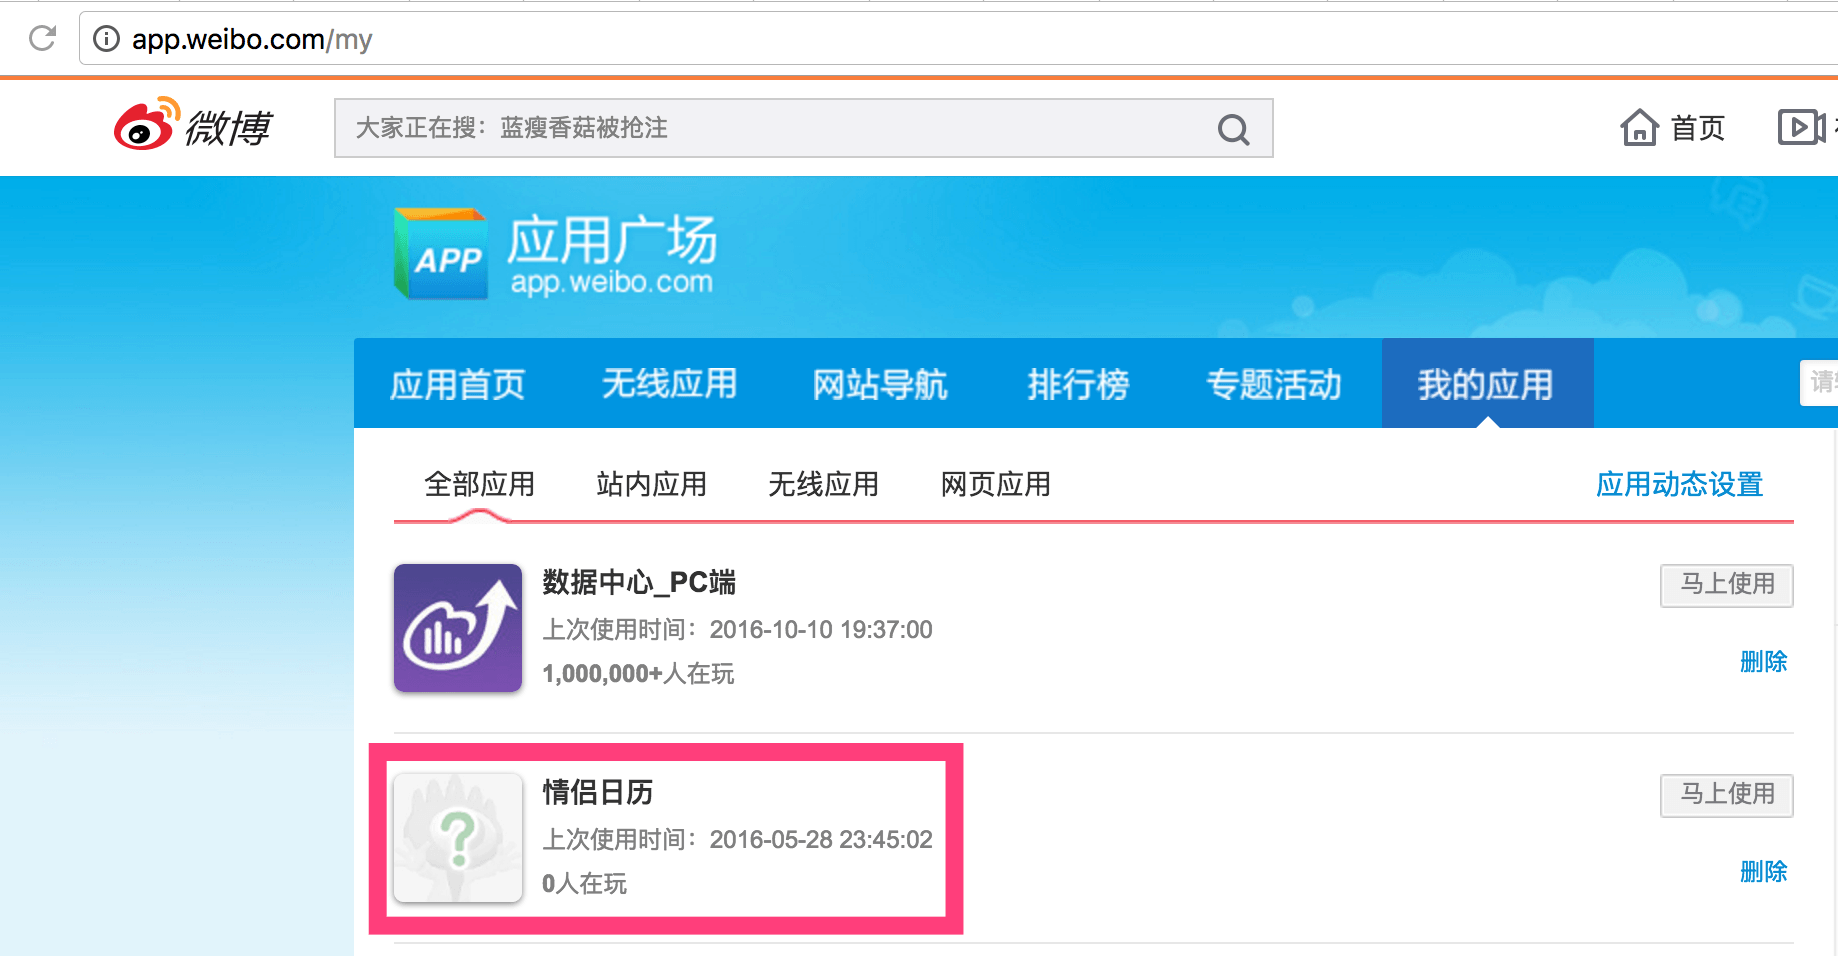 app.weibo.com/my
微博
大家正在搜：蓝瘦香菇被抢注
首页
APP
应用广场
app.weibo.com
应用首页 无线应用 网站导航 排行榜 专题活动 我的应用
请
全部应用 站内应用 无线应用 网页应用 应用动态设置
数据中心_PC端
马上使用
上次使用时间：2016-10-10 19:37:00
删除
1,000,000+人在玩
情侣日历
马上使用
?
上次使用时间：2016-05-28 23:45:02
删除
0人在玩